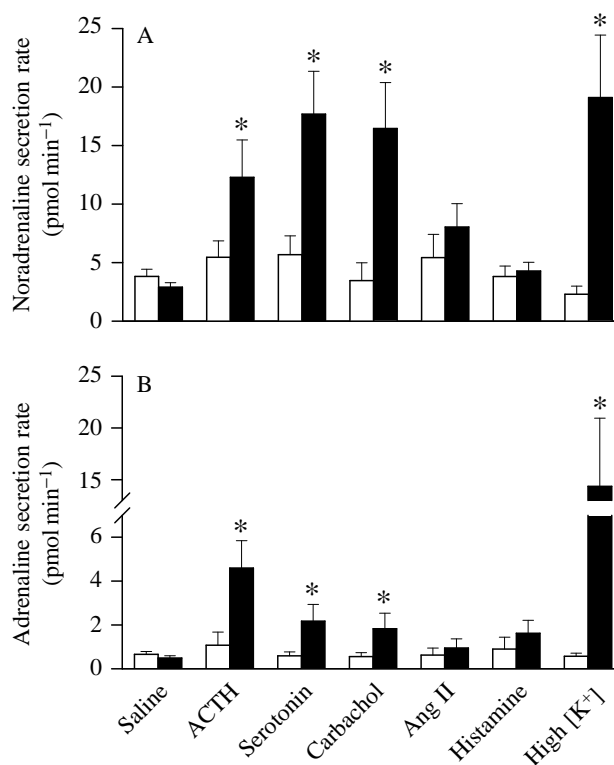 A
Noradrenaline secretion rate
(pmol min⁻¹)
25
20
15
10
5
0
*
*
*
*
B
Adrenaline secretion rate
(pmol min⁻¹)
25
15
6
4
2
0
*
*
*
*
Saline
ACTH
Serotonin
Carbachol
Ang II
Histamine
High [K⁺]